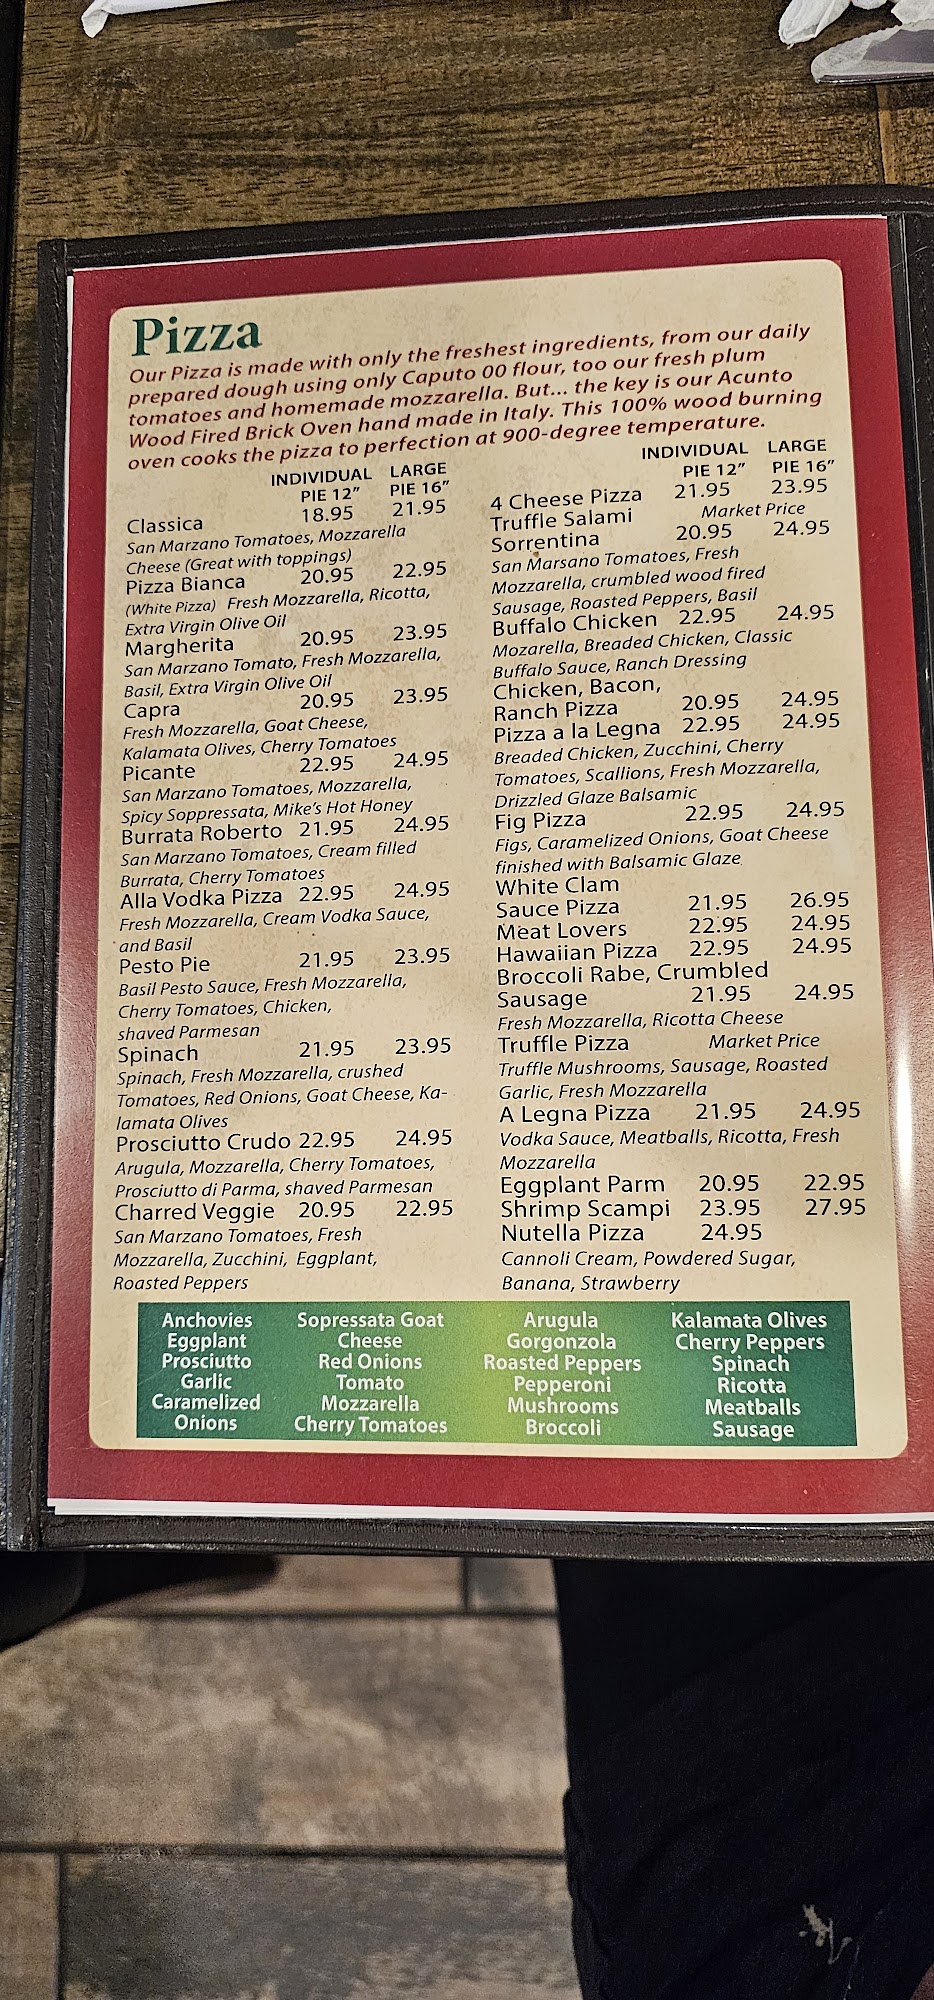 Pizza
Our Pizza is made with only the freshest ingredients, from our daily
prepared dough using only Caputo 00 flour, too our fresh plum
tomatoes and homemade mozzarella. But... the key is our Acunto
Wood Fired Brick Oven hand made in Italy. This 100% wood burning
oven cooks the pizza to perfection at 900-degree temperature.
INDIVIDUAL LARGE
PIE 12" PIE 16"
Classica 18.95 21.95
San Marzano Tomatoes, Mozzarella
Cheese (Great with toppings)
Pizza Bianca 20.95 22.95
(White Pizza) Fresh Mozzarella, Ricotta,
Extra Virgin Olive Oil
Margherita 20.95 23.95
San Marzano Tomato, Fresh Mozzarella,
Basil, Extra Virgin Olive Oil
Capra 20.95 23.95
Fresh Mozzarella, Goat Cheese,
Kalamata Olives, Cherry Tomatoes
Picante 22.95 24.95
San Marzano Tomatoes, Mozzarella,
Spicy Soppressata, Mike's Hot Honey
Burrata Roberto 21.95 24.95
San Marzano Tomatoes, Cream filled
Burrata, Cherry Tomatoes
Alla Vodka Pizza 22.95 24.95
Fresh Mozzarella, Cream Vodka Sauce,
and Basil
Pesto Pie 21.95 23.95
Basil Pesto Sauce, Fresh Mozzarella,
Cherry Tomatoes, Chicken,
shaved Parmesan
Spinach 21.95 23.95
Spinach, Fresh Mozzarella, crushed
Tomatoes, Red Onions, Goat Cheese, Ka-
lamata Olives
Prosciutto Crudo 22.95 24.95
Arugula, Mozzarella, Cherry Tomatoes,
Prosciutto di Parma, shaved Parmesan
Charred Veggie 20.95 22.95
San Marzano Tomatoes, Fresh
Mozzarella, Zucchini, Eggplant,
Roasted Peppers
INDIVIDUAL LARGE
PIE 12" PIE 16"
4 Cheese Pizza 21.95 23.95
Truffle Salami Market Price
Sorrentina 20.95 24.95
San Marsano Tomatoes, Fresh
Mozzarella, crumbled wood fired
Sausage, Roasted Peppers, Basil
Buffalo Chicken 22.95 24.95
Mozarella, Breaded Chicken, Classic
Buffalo Sauce, Ranch Dressing
Chicken, Bacon,
Ranch Pizza 20.95 24.95
Pizza a la Legna 22.95 24.95
Breaded Chicken, Zucchini, Cherry
Tomatoes, Scallions, Fresh Mozzarella,
Drizzled Glaze Balsamic
Fig Pizza 22.95 24.95
Figs, Caramelized Onions, Goat Cheese
finished with Balsamic Glaze
White Clam
Sauce Pizza 21.95 26.95
Meat Lovers 22.95 24.95
Hawaiian Pizza 22.95 24.95
Broccoli Rabe, Crumbled
Sausage 21.95 24.95
Fresh Mozzarella, Ricotta Cheese
Truffle Pizza Market Price
Truffle Mushrooms, Sausage, Roasted
Garlic, Fresh Mozzarella
A Legna Pizza 21.95 24.95
Vodka Sauce, Meatballs, Ricotta, Fresh
Mozzarella
Eggplant Parm 20.95 22.95
Shrimp Scampi 23.95 27.95
Nutella Pizza 24.95
Cannoli Cream, Powdered Sugar,
Banana, Strawberry
Anchovies
Eggplant
Prosciutto
Garlic
Caramelized
Onions
Sopressata Goat
Cheese
Red Onions
Tomato
Mozzarella
Cherry Tomatoes
Arugula
Gorgonzola
Roasted Peppers
Pepperoni
Mushrooms
Broccoli
Kalamata Olives
Cherry Peppers
Spinach
Ricotta
Meatballs
Sausage